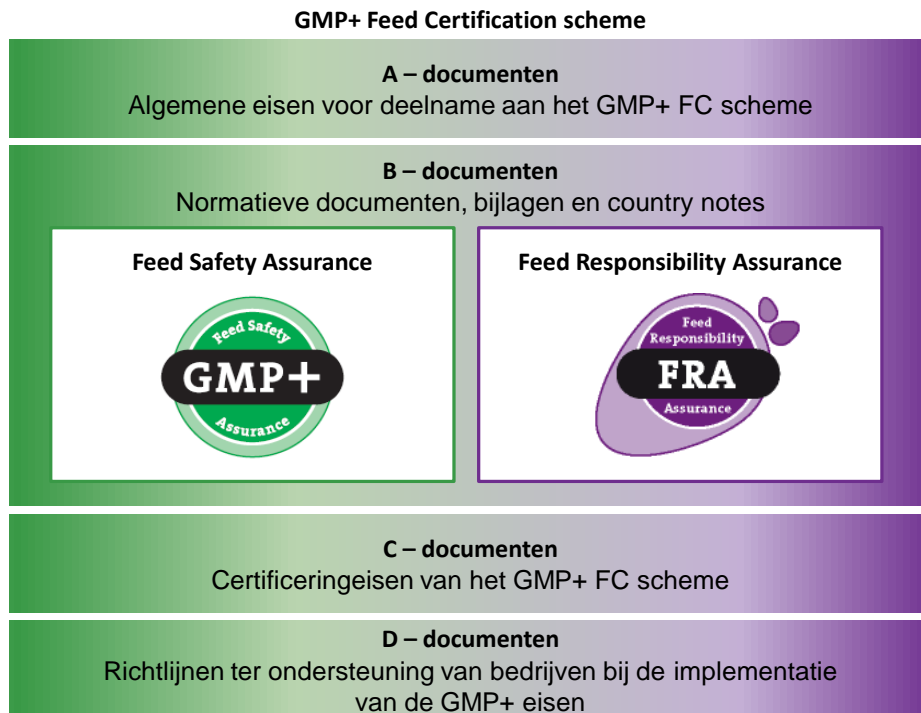 GMP+ Feed Certification scheme
A – documenten
Algemene eisen voor deelname aan het GMP+ FC scheme
B – documenten
Normatieve documenten, bijlagen en country notes
Feed Safety Assurance
Feed Safety
GMP+
Assurance
Feed Responsibility Assurance
Feed
Responsibility
FRA
Assurance
C – documenten
Certificeringeisen van het GMP+ FC scheme
D – documenten
Richtlijnen ter ondersteuning van bedrijven bij de implementatie
van de GMP+ eisen